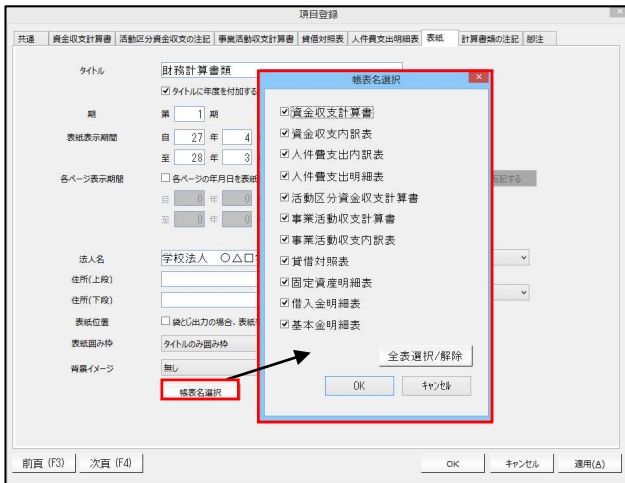 項目登録
共通 資金収支計算書 活動区分資金収支の注記 事業活動収支計算書 貸借対照表 人件費支出明細表 表紙 計算書類の注記 脚注
タイトル 財務計算書類
タイトルに年度を付加する
期 第 1 期
表紙表示期間 自 27 年 4
至 28 年 3
各ページ表示期間 各ページの年月日を表紙
自 0 年 0
至 0 年 0
法人名 学校法人 ○△□
住所(上段)
住所(下段)
表紙位置 袋とじ出力の場合、表紙
表紙囲み枠 タイトルのみ囲み枠
背景イメージ 無し
帳表名選択
帳表名選択
資金収支計算書
資金収支内訳表
人件費支出内訳表
人件費支出明細表
活動区分資金収支計算書
事業活動収支計算書
事業活動収支内訳表
貸借対照表
固定資産明細表
借入金明細表
基本金明細表
全表選択/解除
OK キャンセル
前頁 (F3) 次頁 (F4) OK キャンセル 適用(A)